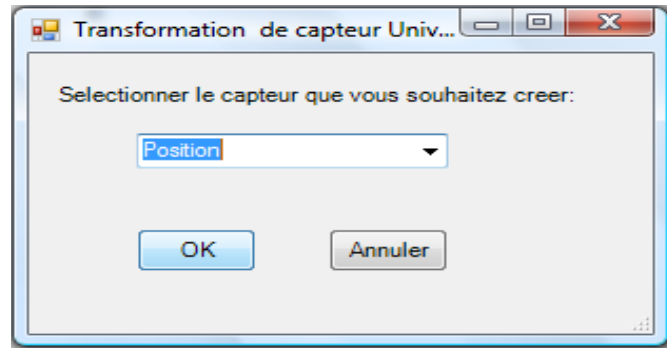 Transformation de capteur Univ...
Selectionner le capteur que vous souhaitez creer:
Position
OK
Annuler